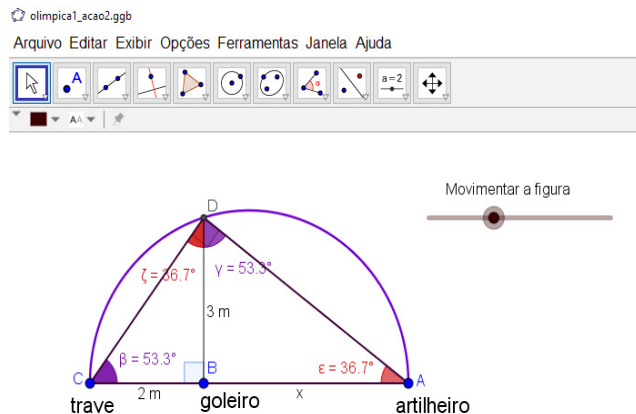 olimpica1_acao2.ggb
Arquivo Editar Exibir Opções Ferramentas Janela Ajuda
A
α
a=2
AA
Movimentar a figura
D
ζ = 36.7°
γ = 53.3°
3 m
β = 53.3°
B
ε = 36.7°
C
A
2 m
x
trave
goleiro
artilheiro